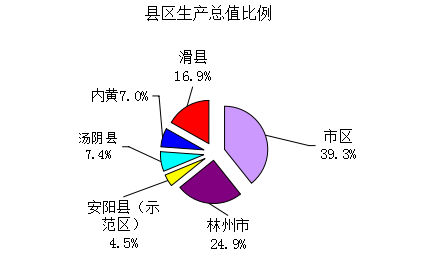 县区生产总值比例
滑县
16.9%
内黄7.0%
汤阴县
7.4%
安阳县（示
范区）
4.5%
林州市
24.9%
市区
39.3%